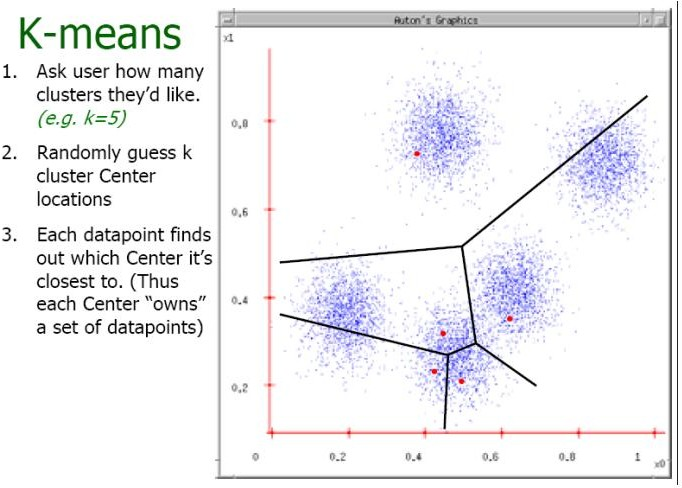 K-means
1. Ask user how many
clusters they'd like.
(e.g. k=5)
2. Randomly guess k
cluster Center
locations
3. Each datapoint finds
out which Center it's
closest to. (Thus
each Center "owns"
a set of datapoints)
Auton's Graphics
x1
0.8
0.6
0.4
0.2
0 0.2 0.4 0.6 0.8 1 x0